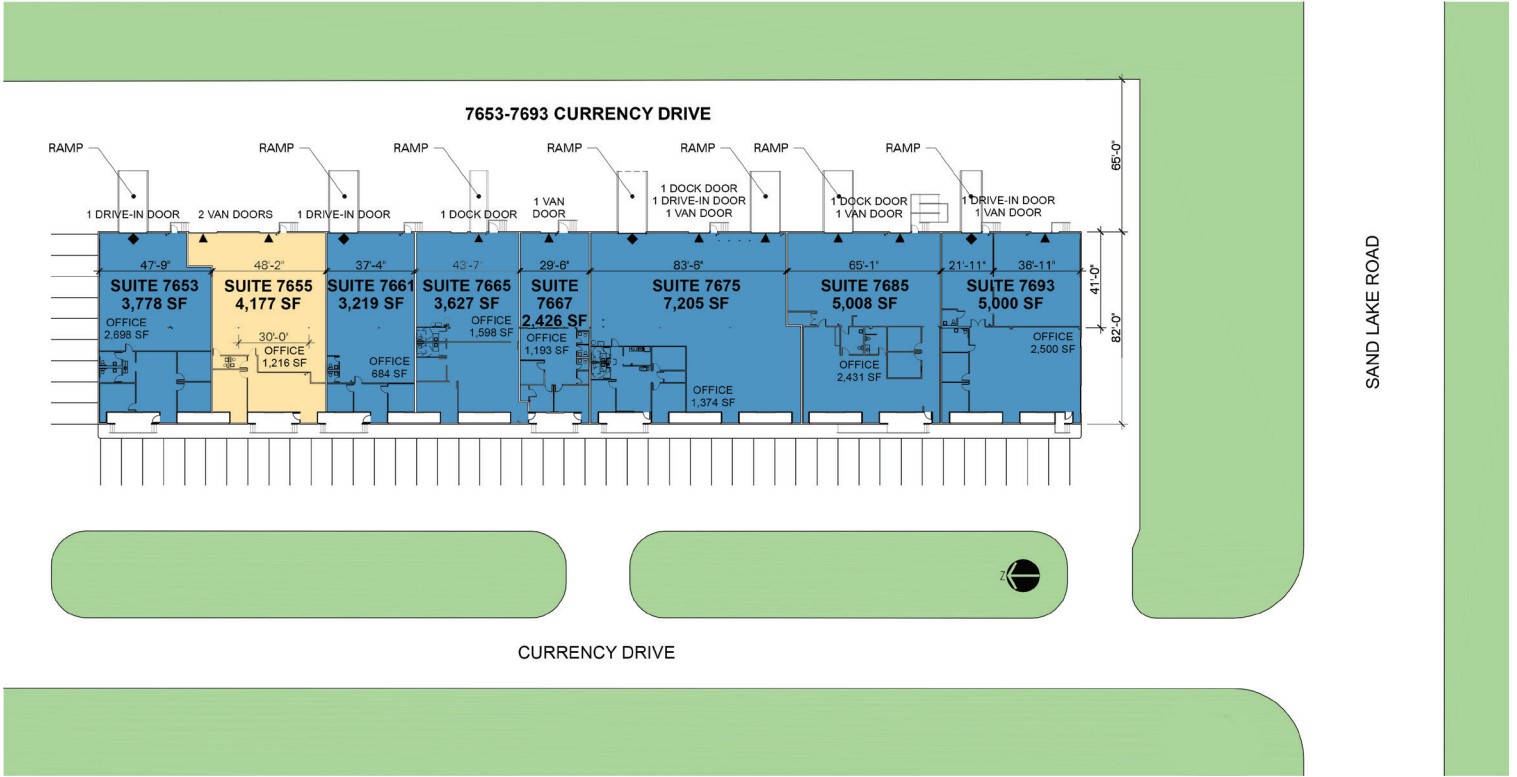 7653-7693 CURRENCY DRIVE
RAMP
RAMP
RAMP
RAMP
RAMP
RAMP
RAMP
1 DRIVE-IN DOOR
2 VAN DOORS
1 DRIVE-IN DOOR
1 DOCK DOOR
1 VAN
DOOR
1 DOCK DOOR
1 DRIVE-IN DOOR
1 VAN DOOR
1 DOCK DOOR
1 VAN DOOR
1 DRIVE-IN DOOR
1 VAN DOOR
65'-0"
47'-9"
48'-2"
37'-4"
43'-7"
29'-6"
83'-6"
65'-1"
21'-11"
36'-11"
41'-0"
82'-0"
SUITE 7653
3,778 SF
OFFICE
2,698 SF
SUITE 7655
4,177 SF
30'-0"
OFFICE
1,216 SF
SUITE 7661
3,219 SF
OFFICE
684 SF
SUITE 7665
3,627 SF
OFFICE
1,598 SF
SUITE
7667
2,426 SF
OFFICE
1,193 SF
SUITE 7675
7,205 SF
OFFICE
1,374 SF
SUITE 7685
5,008 SF
OFFICE
2,431 SF
SUITE 7693
5,000 SF
OFFICE
2,500 SF
SAND LAKE ROAD
N
CURRENCY DRIVE